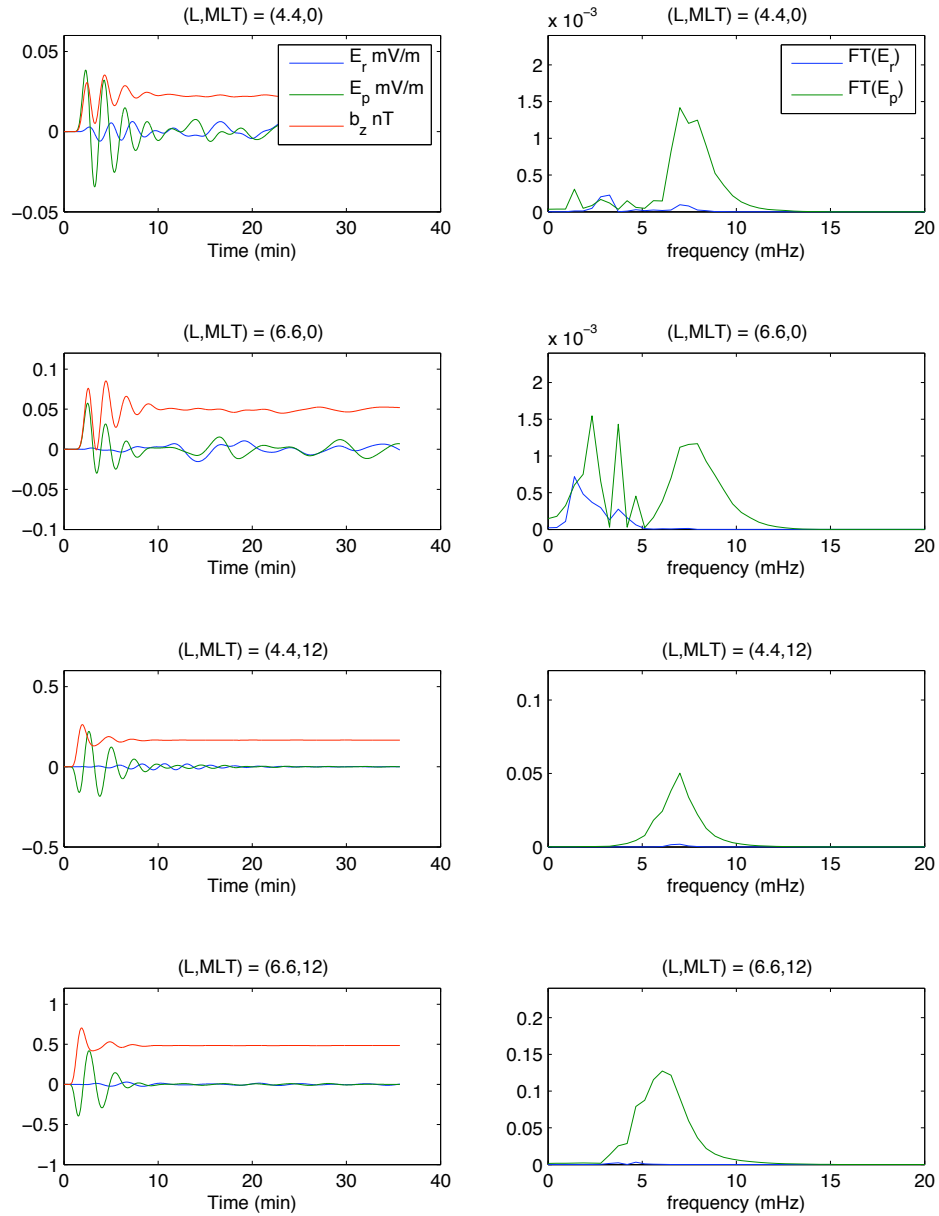 (L,MLT) = (4.4,0)
0.05
0
−0.05
0 10 20 30 40
Time (min)
E_r mV/m
E_p mV/m
b_z nT
(L,MLT) = (4.4,0)
x 10^−3
2
1.5
1
0.5
0
0 5 10 15 20
frequency (mHz)
FT(E_r)
FT(E_p)
(L,MLT) = (6.6,0)
0.1
0.05
0
−0.05
−0.1
0 10 20 30 40
Time (min)
(L,MLT) = (6.6,0)
x 10^−3
2
1.5
1
0.5
0
0 5 10 15 20
frequency (mHz)
(L,MLT) = (4.4,12)
0.5
0
−0.5
0 10 20 30 40
Time (min)
(L,MLT) = (4.4,12)
0.1
0.05
0
0 5 10 15 20
frequency (mHz)
(L,MLT) = (6.6,12)
1
0.5
0
−0.5
−1
0 10 20 30 40
Time (min)
(L,MLT) = (6.6,12)
0.2
0.15
0.1
0.05
0
0 5 10 15 20
frequency (mHz)